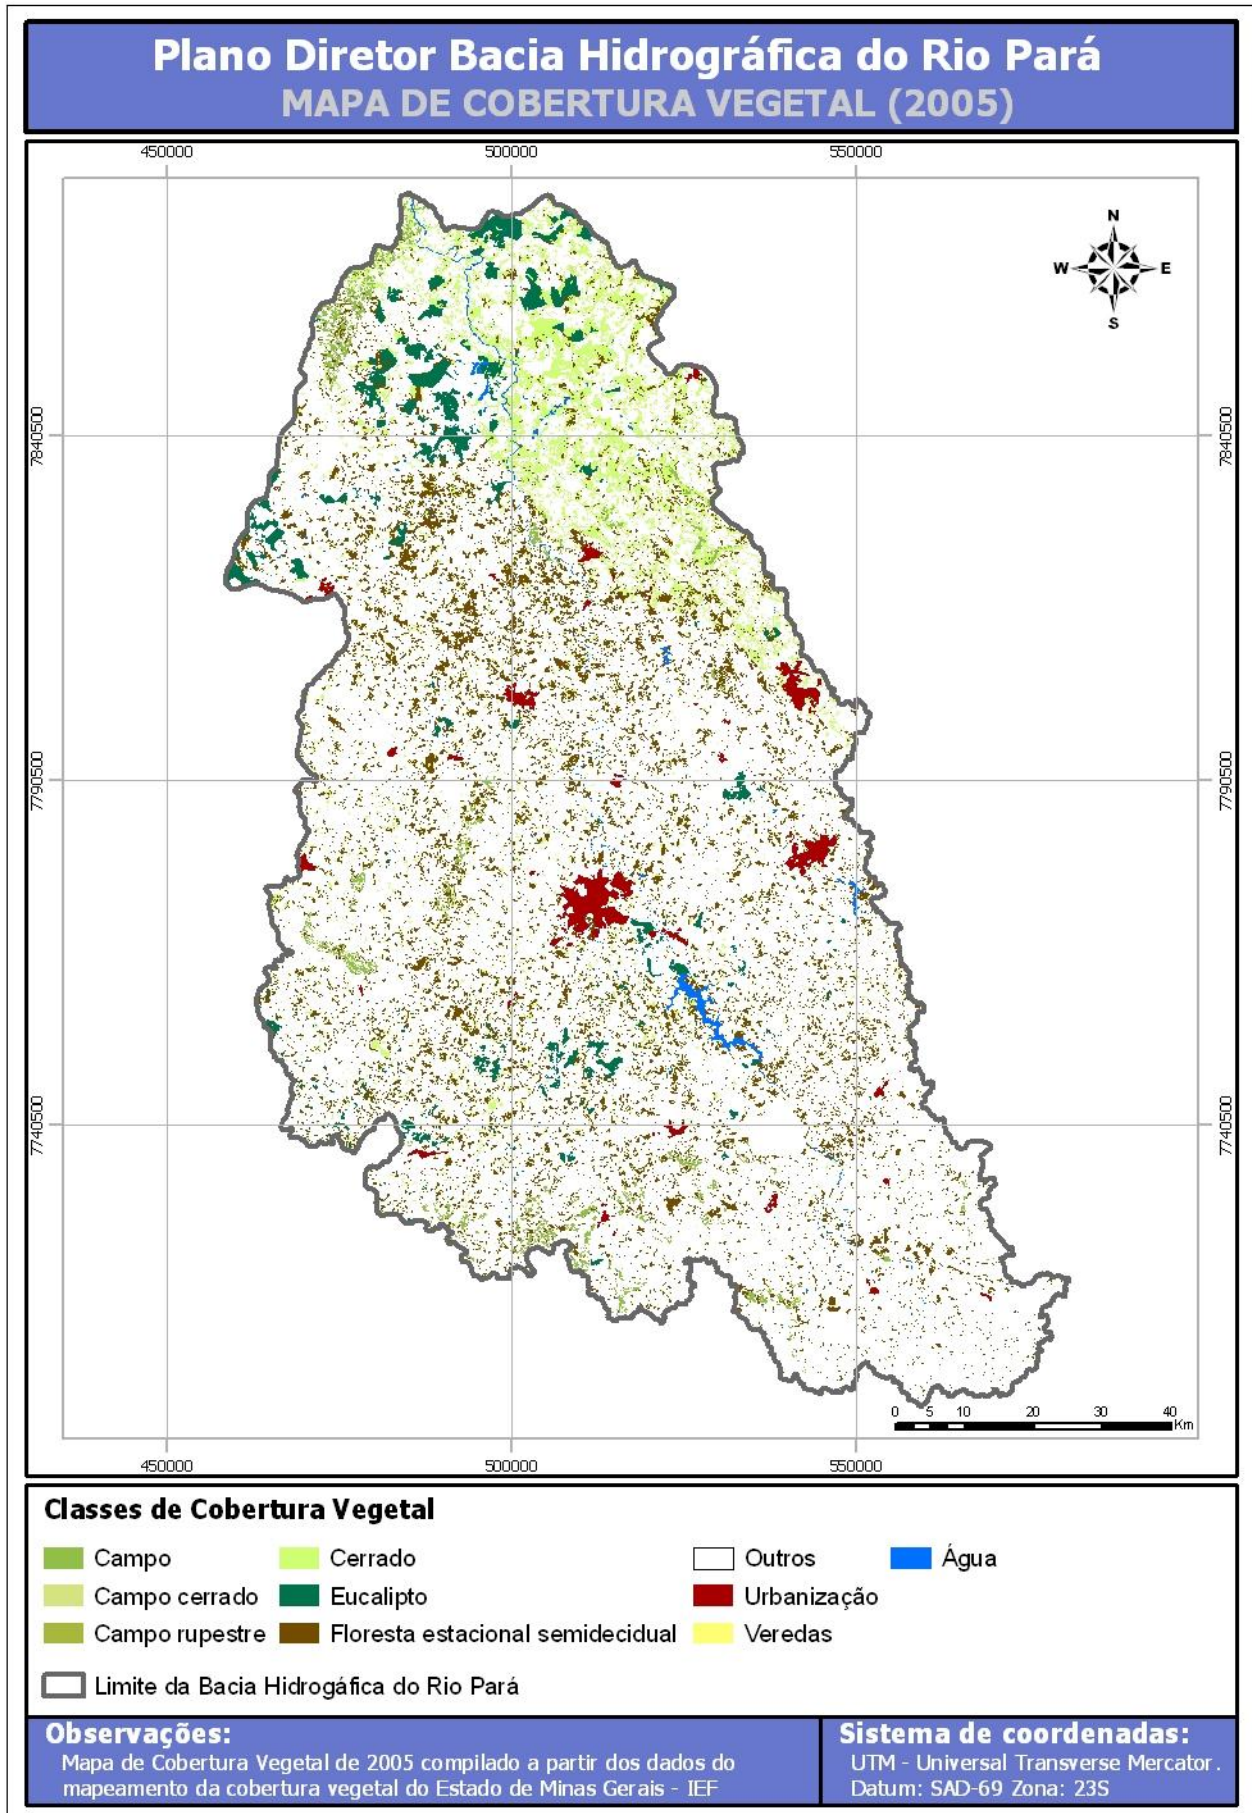 Plano Diretor Bacia Hidrográfica do Rio Pará
MAPA DE COBERTURA VEGETAL (2005)
450000 500000 550000
N
W E
S
7840500 7840500
7790500 7790500
7740500 7740500
0 5 10 20 30 40
Km
450000 500000 550000
Classes de Cobertura Vegetal
Campo Cerrado Outros Água
Campo cerrado Eucalipto Urbanização
Campo rupestre Floresta estacional semidecidual Veredas
Limite da Bacia Hidrogáfica do Rio Pará
Observações:
Mapa de Cobertura Vegetal de 2005 compilado a partir dos dados do
mapeamento da cobertura vegetal do Estado de Minas Gerais - IEF
Sistema de coordenadas:
UTM - Universal Transverse Mercator.
Datum: SAD-69 Zona: 23S